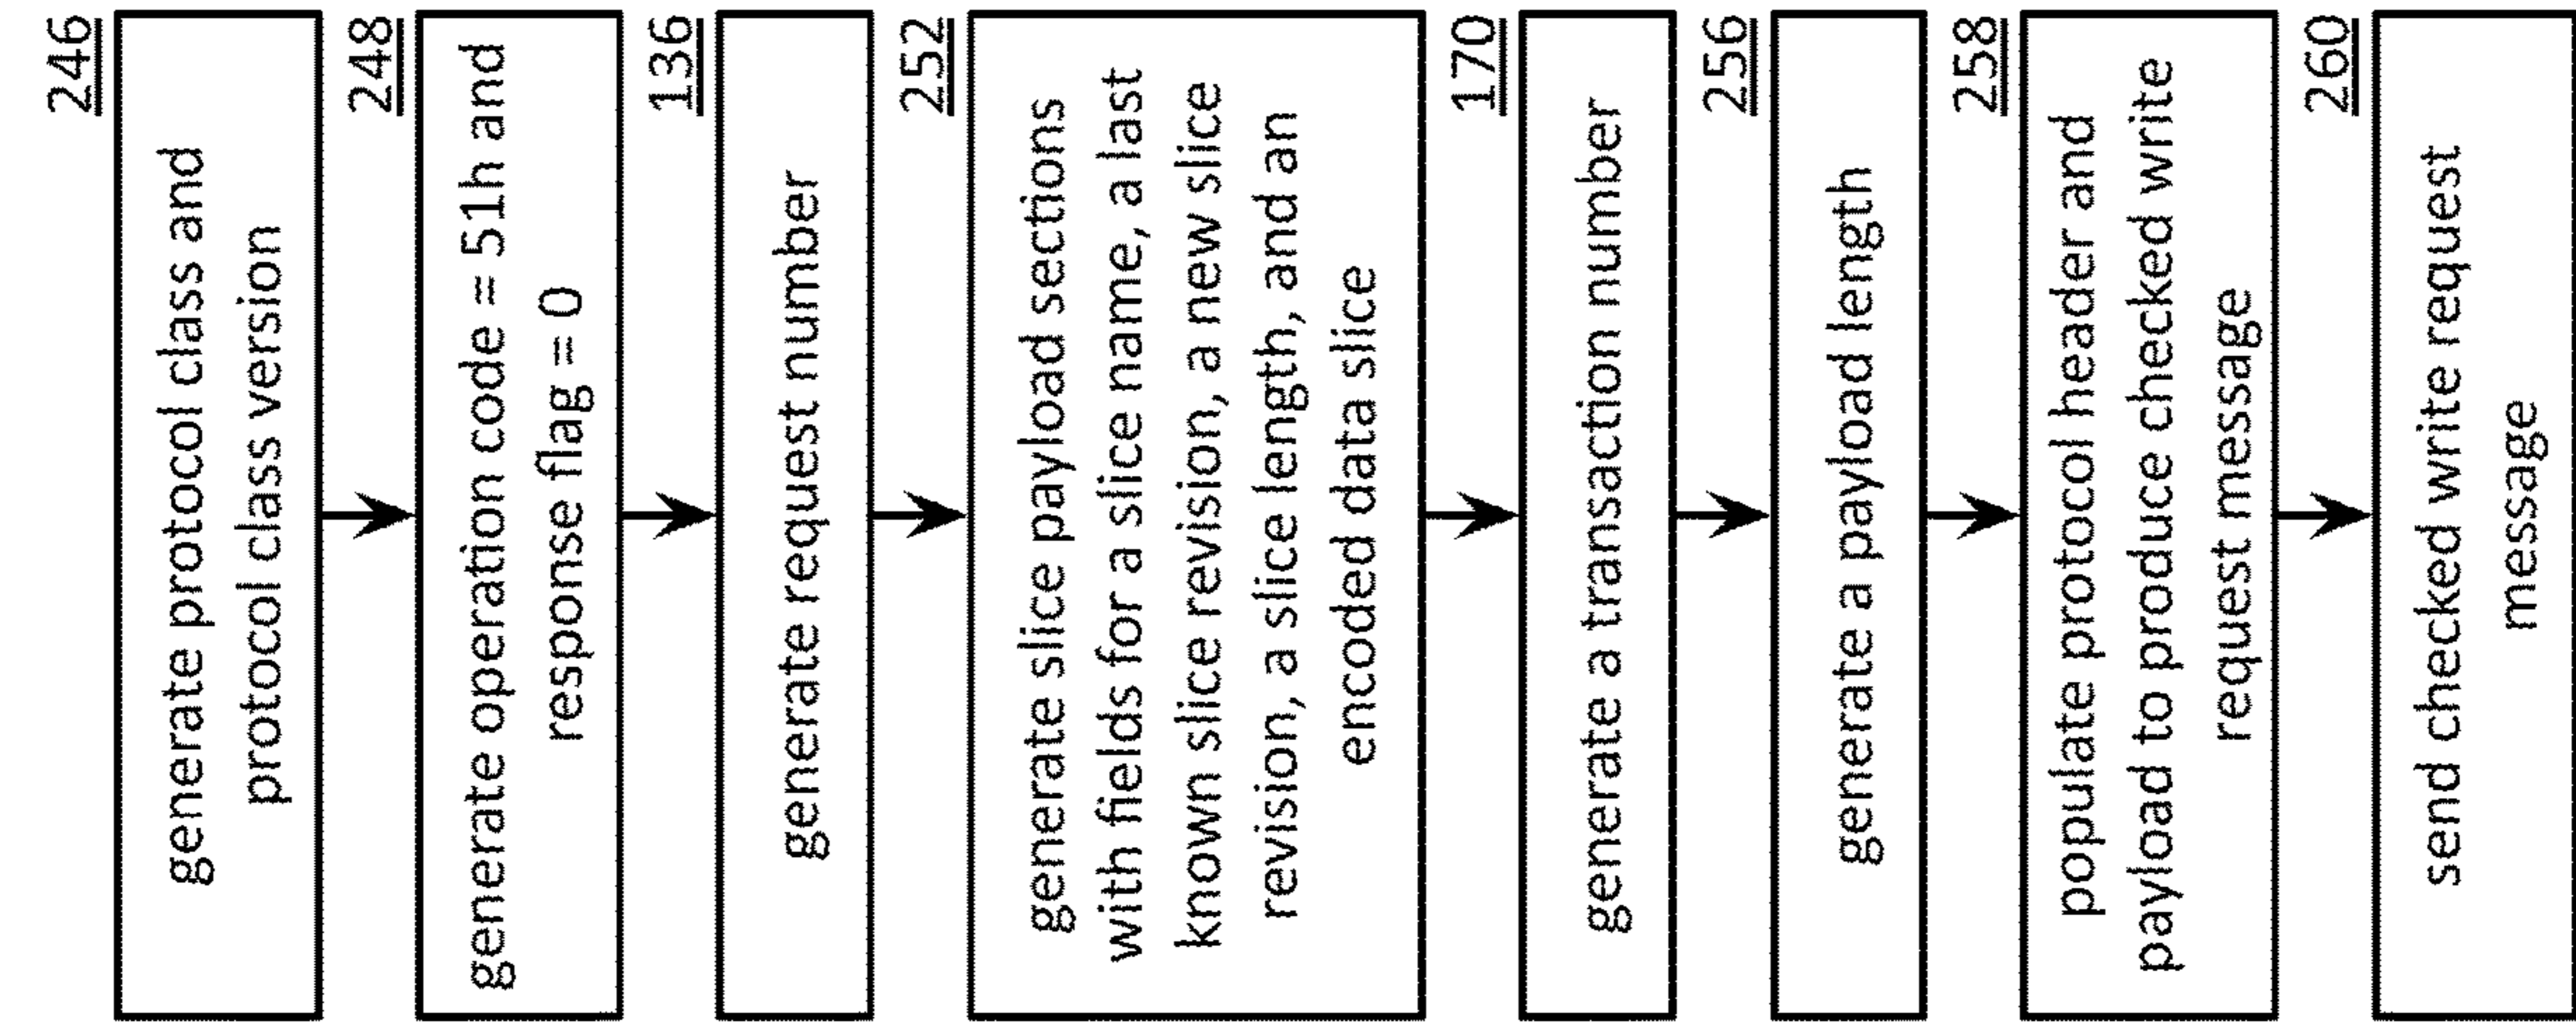 246
generate protocol class and
protocol class version
248
generate operation code = 51h and
response flag = 0
136
generate request number
252
generate slice payload sections
with fields for a slice name, a last
known slice revision, a new slice
revision, a slice length, and an
encoded data slice
170
generate a transaction number
256
generate a payload length
258
populate protocol header and
payload to produce checked write
request message
260
send checked write request
message